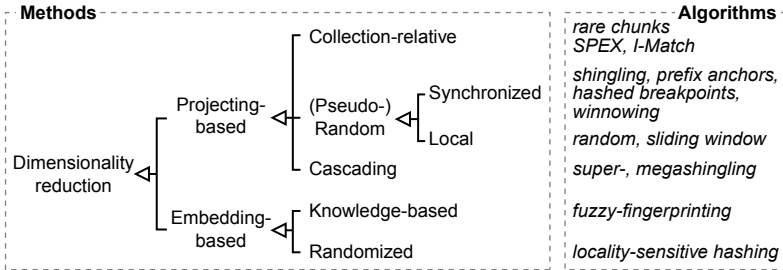 Methods
Algorithms
Collection-relative
rare chunks
SPEX, I-Match
Projecting-
based
(Pseudo-)
Random
Synchronized
shingling, prefix anchors,
hashed breakpoints,
winnowing
Local
random, sliding window
Dimensionality
reduction
Cascading
super-, megashingling
Embedding-
based
Knowledge-based
fuzzy-fingerprinting
Randomized
locality-sensitive hashing